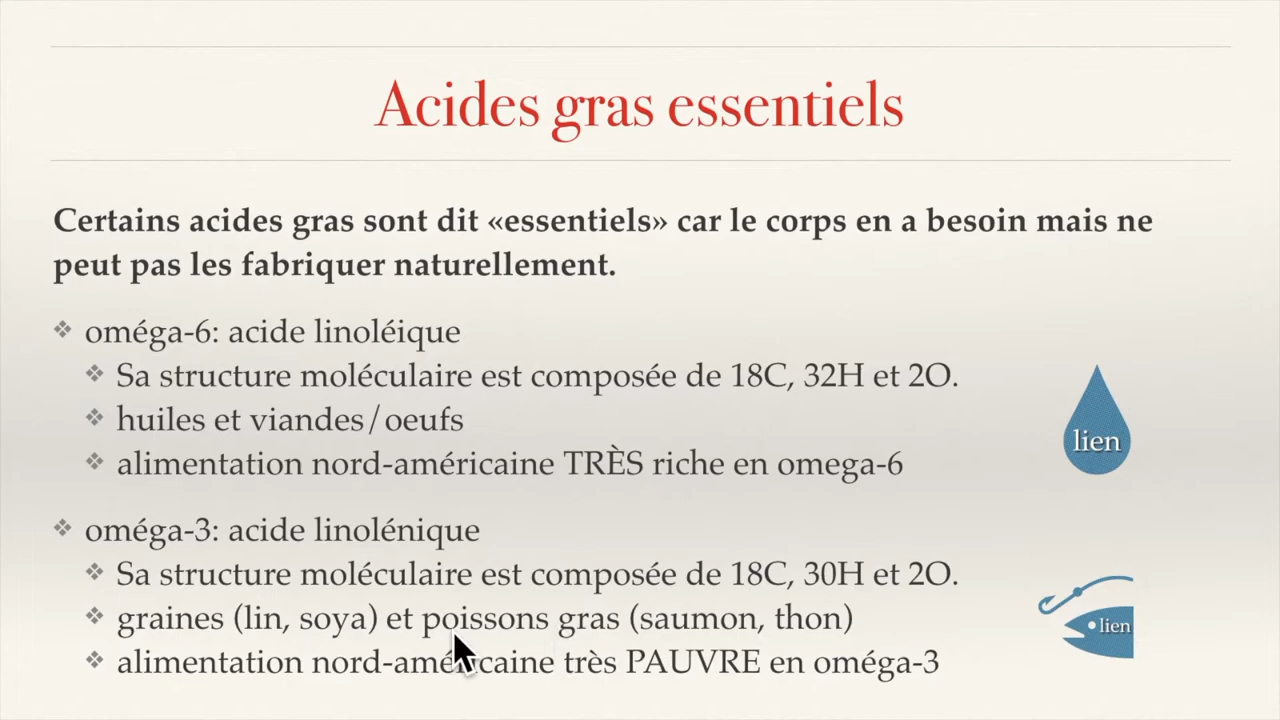 Acides gras essentiels
Certains acides gras sont dit «essentiels» car le corps en a besoin mais ne
peut pas les fabriquer naturellement.
❖ oméga-6: acide linoléique
❖ Sa structure moléculaire est composée de 18C, 32H et 2O.
❖ huiles et viandes/oeufs
❖ alimentation nord-américaine TRÈS riche en omega-6
lien
❖ oméga-3: acide linolénique
❖ Sa structure moléculaire est composée de 18C, 30H et 2O.
❖ graines (lin, soya) et poissons gras (saumon, thon)
❖ alimentation nord-américaine très PAUVRE en oméga-3
lien